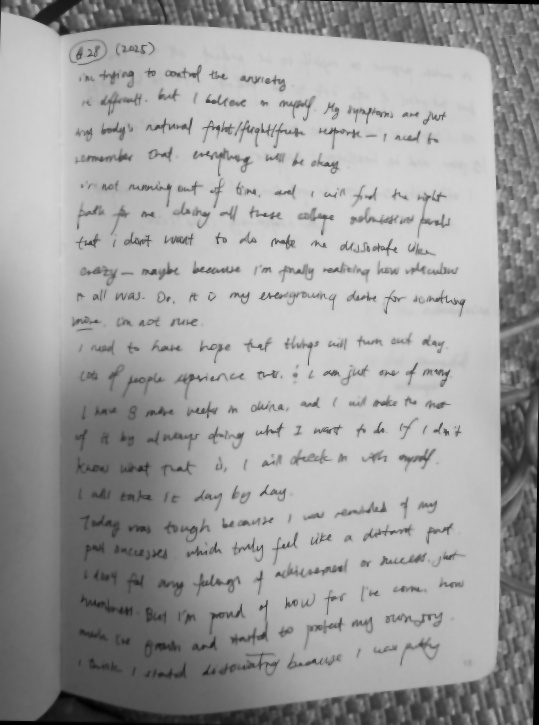 8.28 (2025)
i'm trying to control the anxiety
is difficult. but I believe in myself. My symptoms are just
my body's natural fight/flight/freeze response — I need to
remember that. everything will be okay.
i'm not running out of time, and i will find the right
path for me. doing all these college admissions panels
that i don't want to do make me dissociate like
crazy — maybe because i'm finally realizing how ridiculous
it all was. Or, it is my evergrowing desire for something
more. i'm not sure.
I need to have hope that things will turn out okay.
lots of people experience this. & i am just one of many.
I have 8 more weeks in china, and I will make the most
of it by always doing what I want to do. If I don't
know what that is, I will check in with myself.
I will take it day by day.
Today was tough because I was reminded of my
past successes which truly feel like a distant past.
i don't feel any feelings of achievement or success. just
numbness. But i'm proud of how far I've come. how
much I've grown and started to protect my own joy.
i think I started dissociating because I was